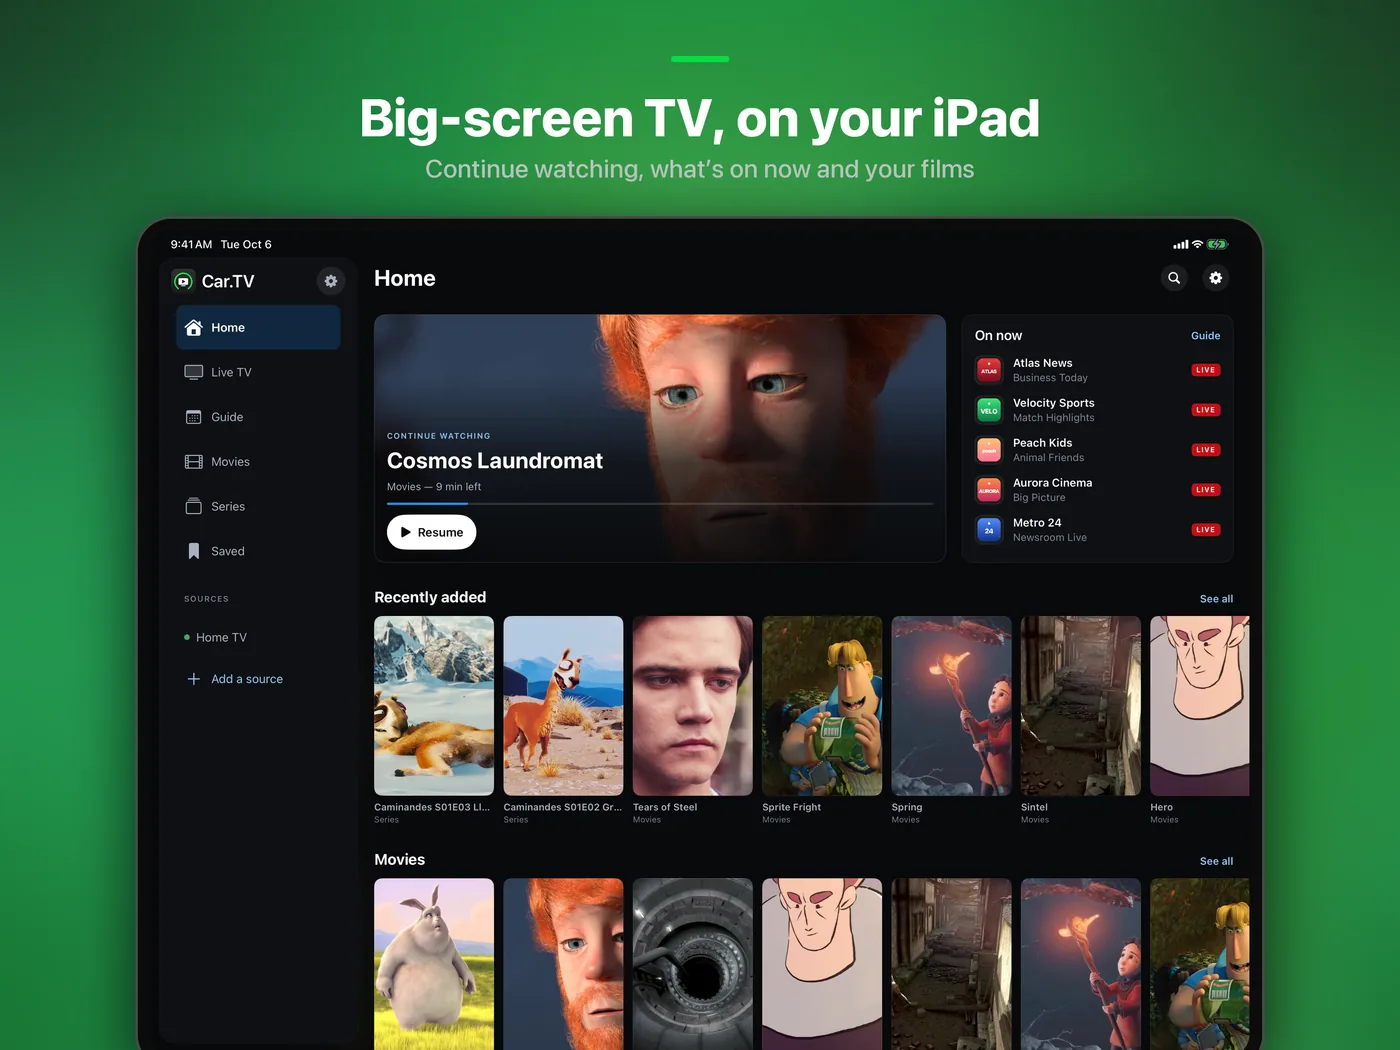 Big-screen TV, on your iPad
Continue watching, what's on now and your films
9:41 AM Tue Oct 6
Car.TV
Home
Live TV
Guide
Movies
Series
Saved
SOURCES
Home TV
Add a source
Home
CONTINUE WATCHING
Cosmos Laundromat
Movies — 9 min left
Resume
On now
Guide
ATLAS
Atlas News
Business Today
LIVE
VELO
Velocity Sports
Match Highlights
LIVE
peach
Peach Kids
Animal Friends
LIVE
AURORA
Aurora Cinema
Big Picture
LIVE
24
Metro 24
Newsroom Live
LIVE
Recently added
See all
Caminandes S01E03 Ll...
Series
Caminandes S01E02 Gr...
Series
Tears of Steel
Movies
Sprite Fright
Movies
Spring
Movies
Sintel
Movies
Hero
Movies
Movies
See all